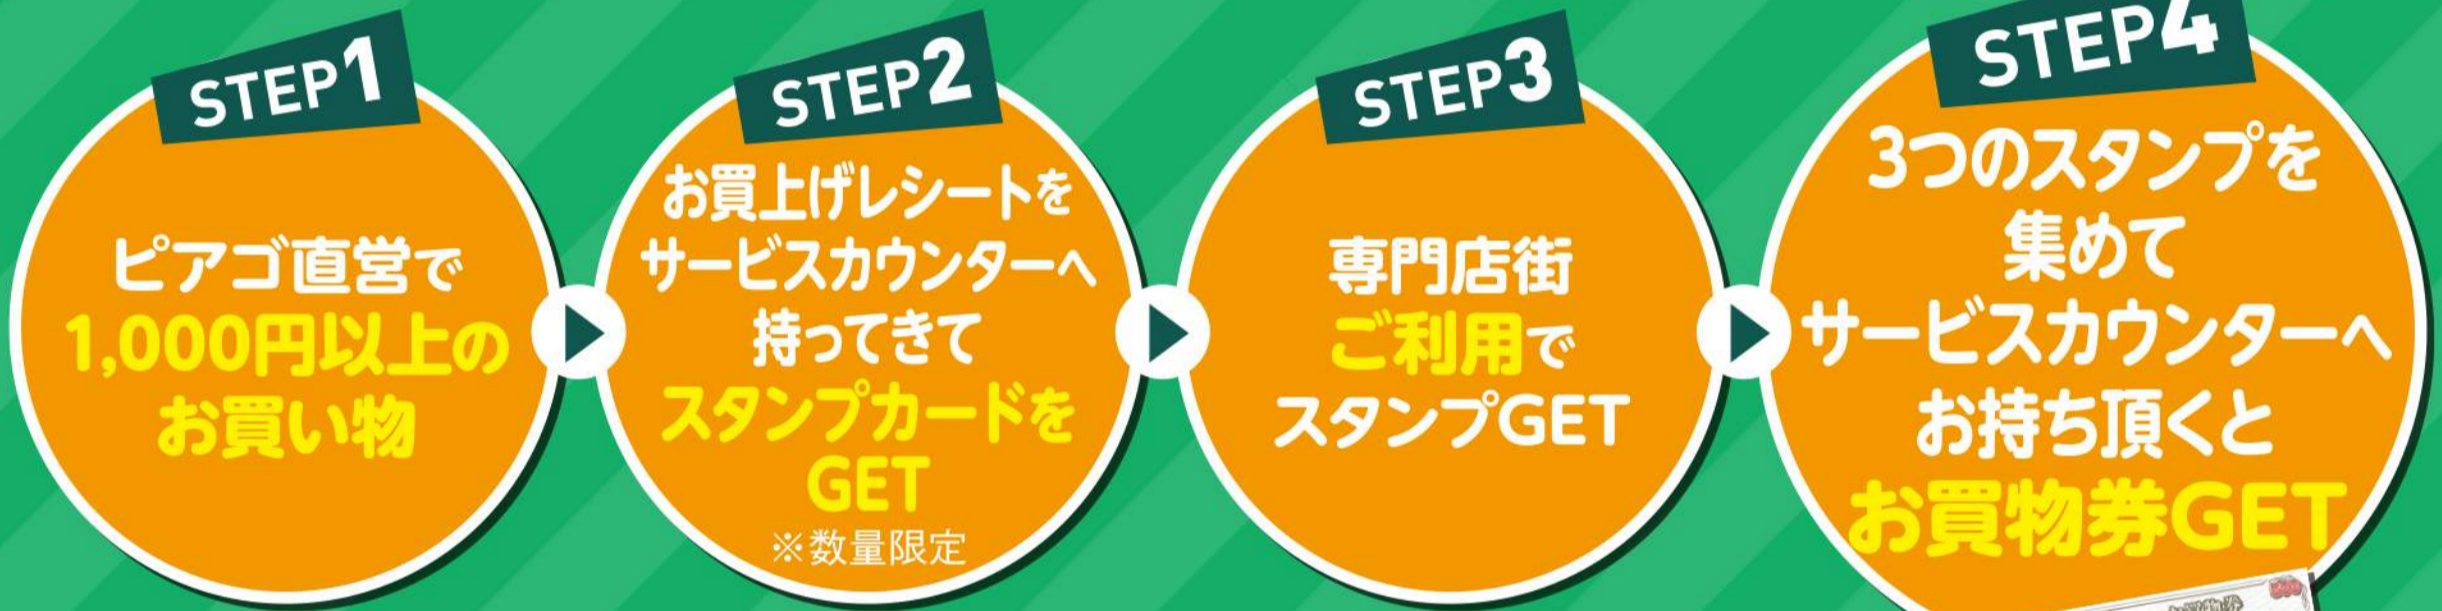 STEP1
ピアゴ直営で
1,000円以上の
お買い物
STEP2
お買上げレシートを
サービスカウンターへ
持ってきて
スタンプカードを
GET
※数量限定
STEP3
専門店街
ご利用で
スタンプGET
STEP4
3つのスタンプを
集めて
サービスカウンターへ
お持ち頂くと
お買物券GET